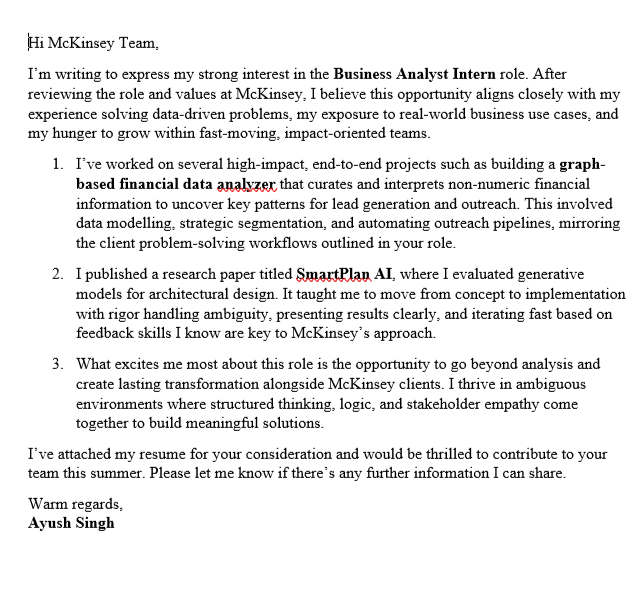 Hi McKinsey Team,
I’m writing to express my strong interest in the Business Analyst Intern role. After
reviewing the role and values at McKinsey, I believe this opportunity aligns closely with my
experience solving data-driven problems, my exposure to real-world business use cases, and
my hunger to grow within fast-moving, impact-oriented teams.
1. I’ve worked on several high-impact, end-to-end projects such as building a graph-
based financial data analyzer that curates and interprets non-numeric financial
information to uncover key patterns for lead generation and outreach. This involved
data modelling, strategic segmentation, and automating outreach pipelines, mirroring
the client problem-solving workflows outlined in your role.
2. I published a research paper titled SmartPlan AI, where I evaluated generative
models for architectural design. It taught me to move from concept to implementation
with rigor handling ambiguity, presenting results clearly, and iterating fast based on
feedback skills I know are key to McKinsey’s approach.
3. What excites me most about this role is the opportunity to go beyond analysis and
create lasting transformation alongside McKinsey clients. I thrive in ambiguous
environments where structured thinking, logic, and stakeholder empathy come
together to build meaningful solutions.
I’ve attached my resume for your consideration and would be thrilled to contribute to your
team this summer. Please let me know if there’s any further information I can share.
Warm regards,
Ayush Singh